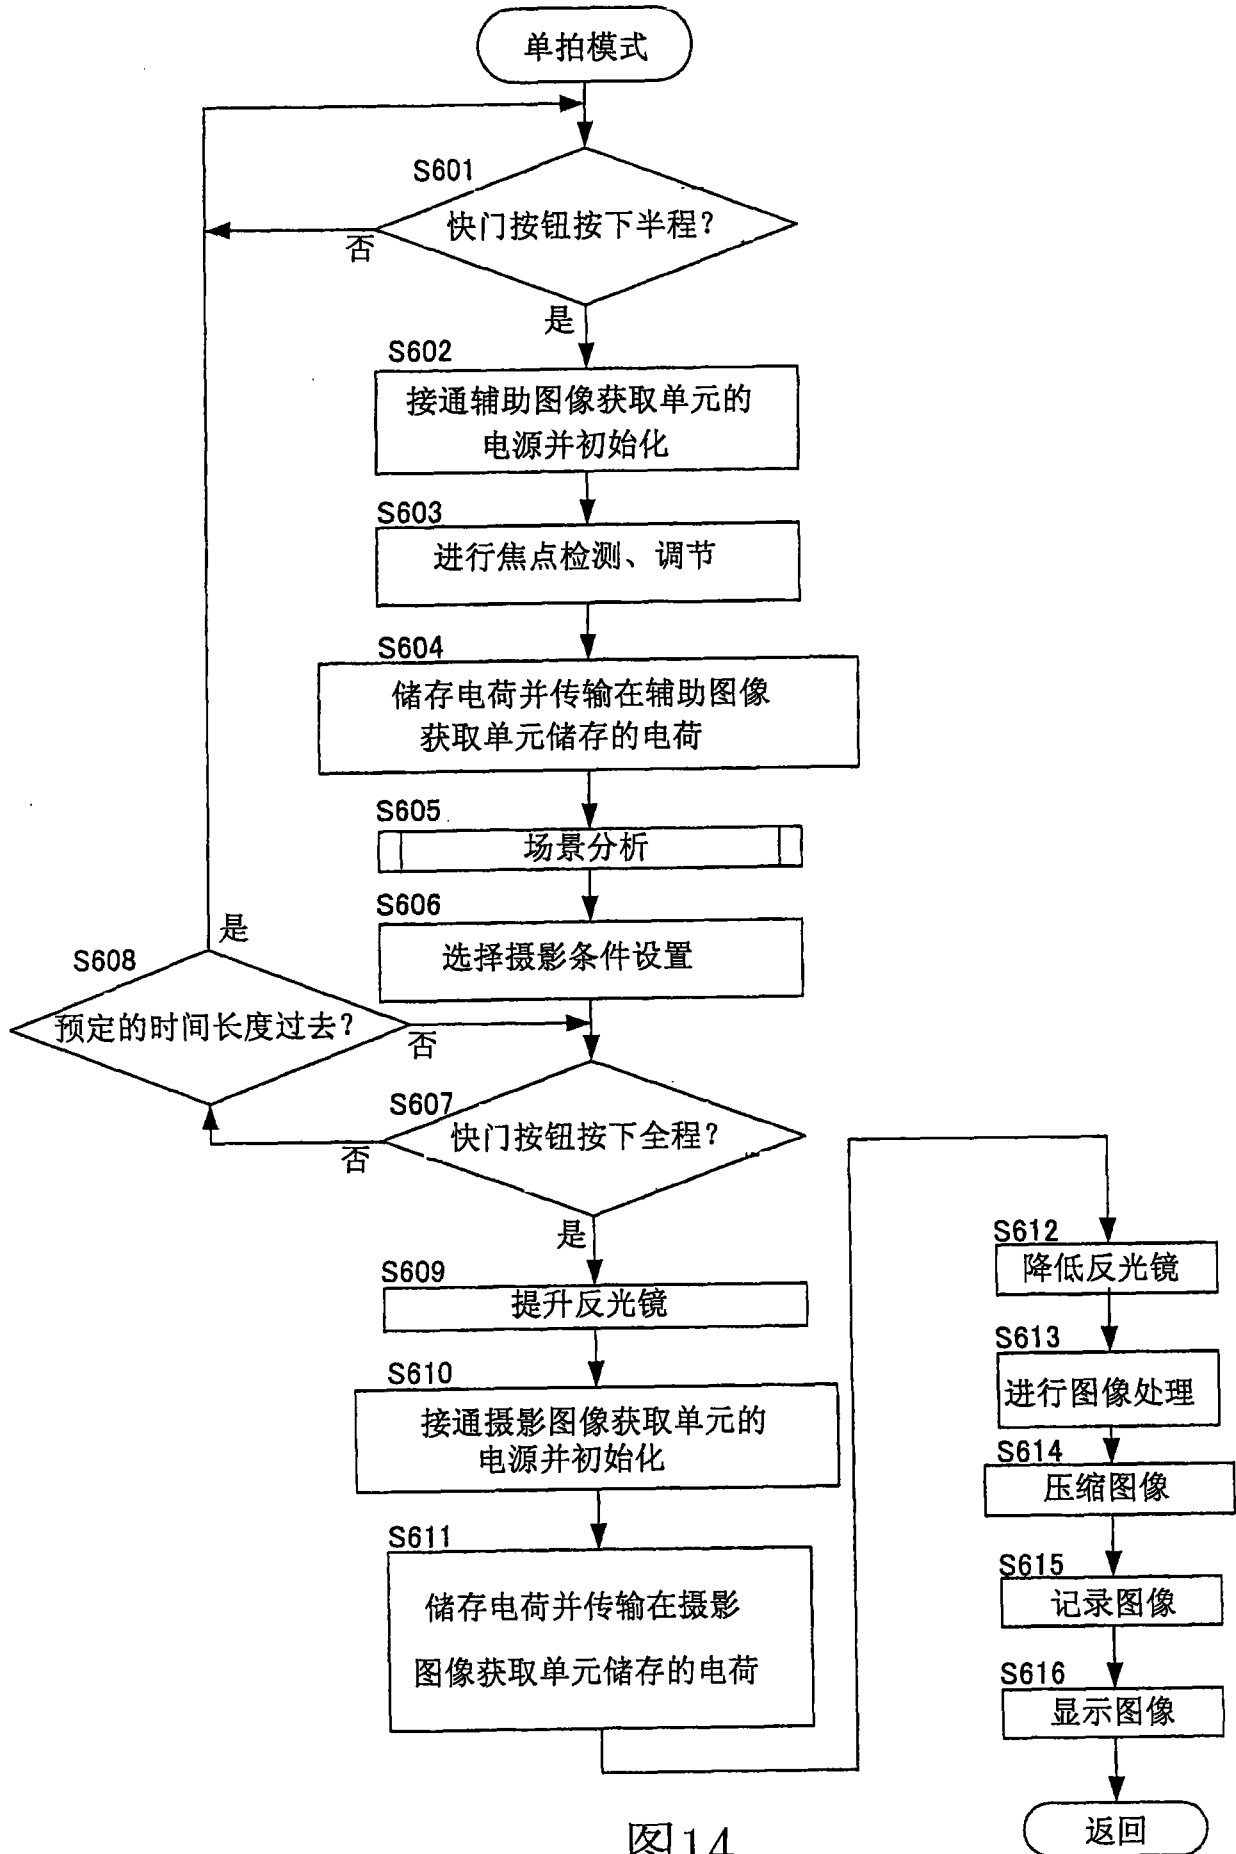 单拍模式
S601
快门按钮按下半程?
否
是
S602
接通辅助图像获取单元的
电源并初始化
S603
进行焦点检测、调节
S604
储存电荷并传输在辅助图像
获取单元储存的电荷
S605
场景分析
S606
选择摄影条件设置
是
S608
预定的时间长度过去?
否
S607
快门按钮按下全程?
否
是
S609
提升反光镜
S610
接通摄影图像获取单元的
电源并初始化
S611
储存电荷并传输在摄影
图像获取单元储存的电荷
S612
降低反光镜
S613
进行图像处理
S614
压缩图像
S615
记录图像
S616
显示图像
返回
图14